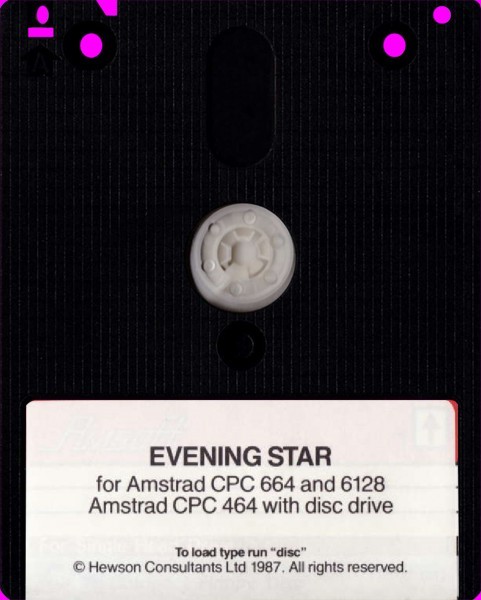 EVENING STAR
for Amstrad CPC 664 and 6128
Amstrad CPC 464 with disc drive
To load type run "disc"
© Hewson Consultants Ltd 1987. All rights reserved.